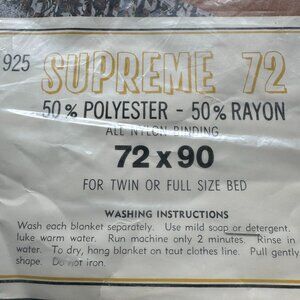 925 SUPREME 72
50% POLYESTER - 50% RAYON
ALL NYLON BINDING
72 x 90
FOR TWIN OR FULL SIZE BED
WASHING INSTRUCTIONS
Wash each blanket separately. Use mild soap or detergent,
luke warm water. Run machine only 2 minutes. Rinse in
water. To dry, hang blanket on taut clothes line. Pull gently
shape. Do not iron.